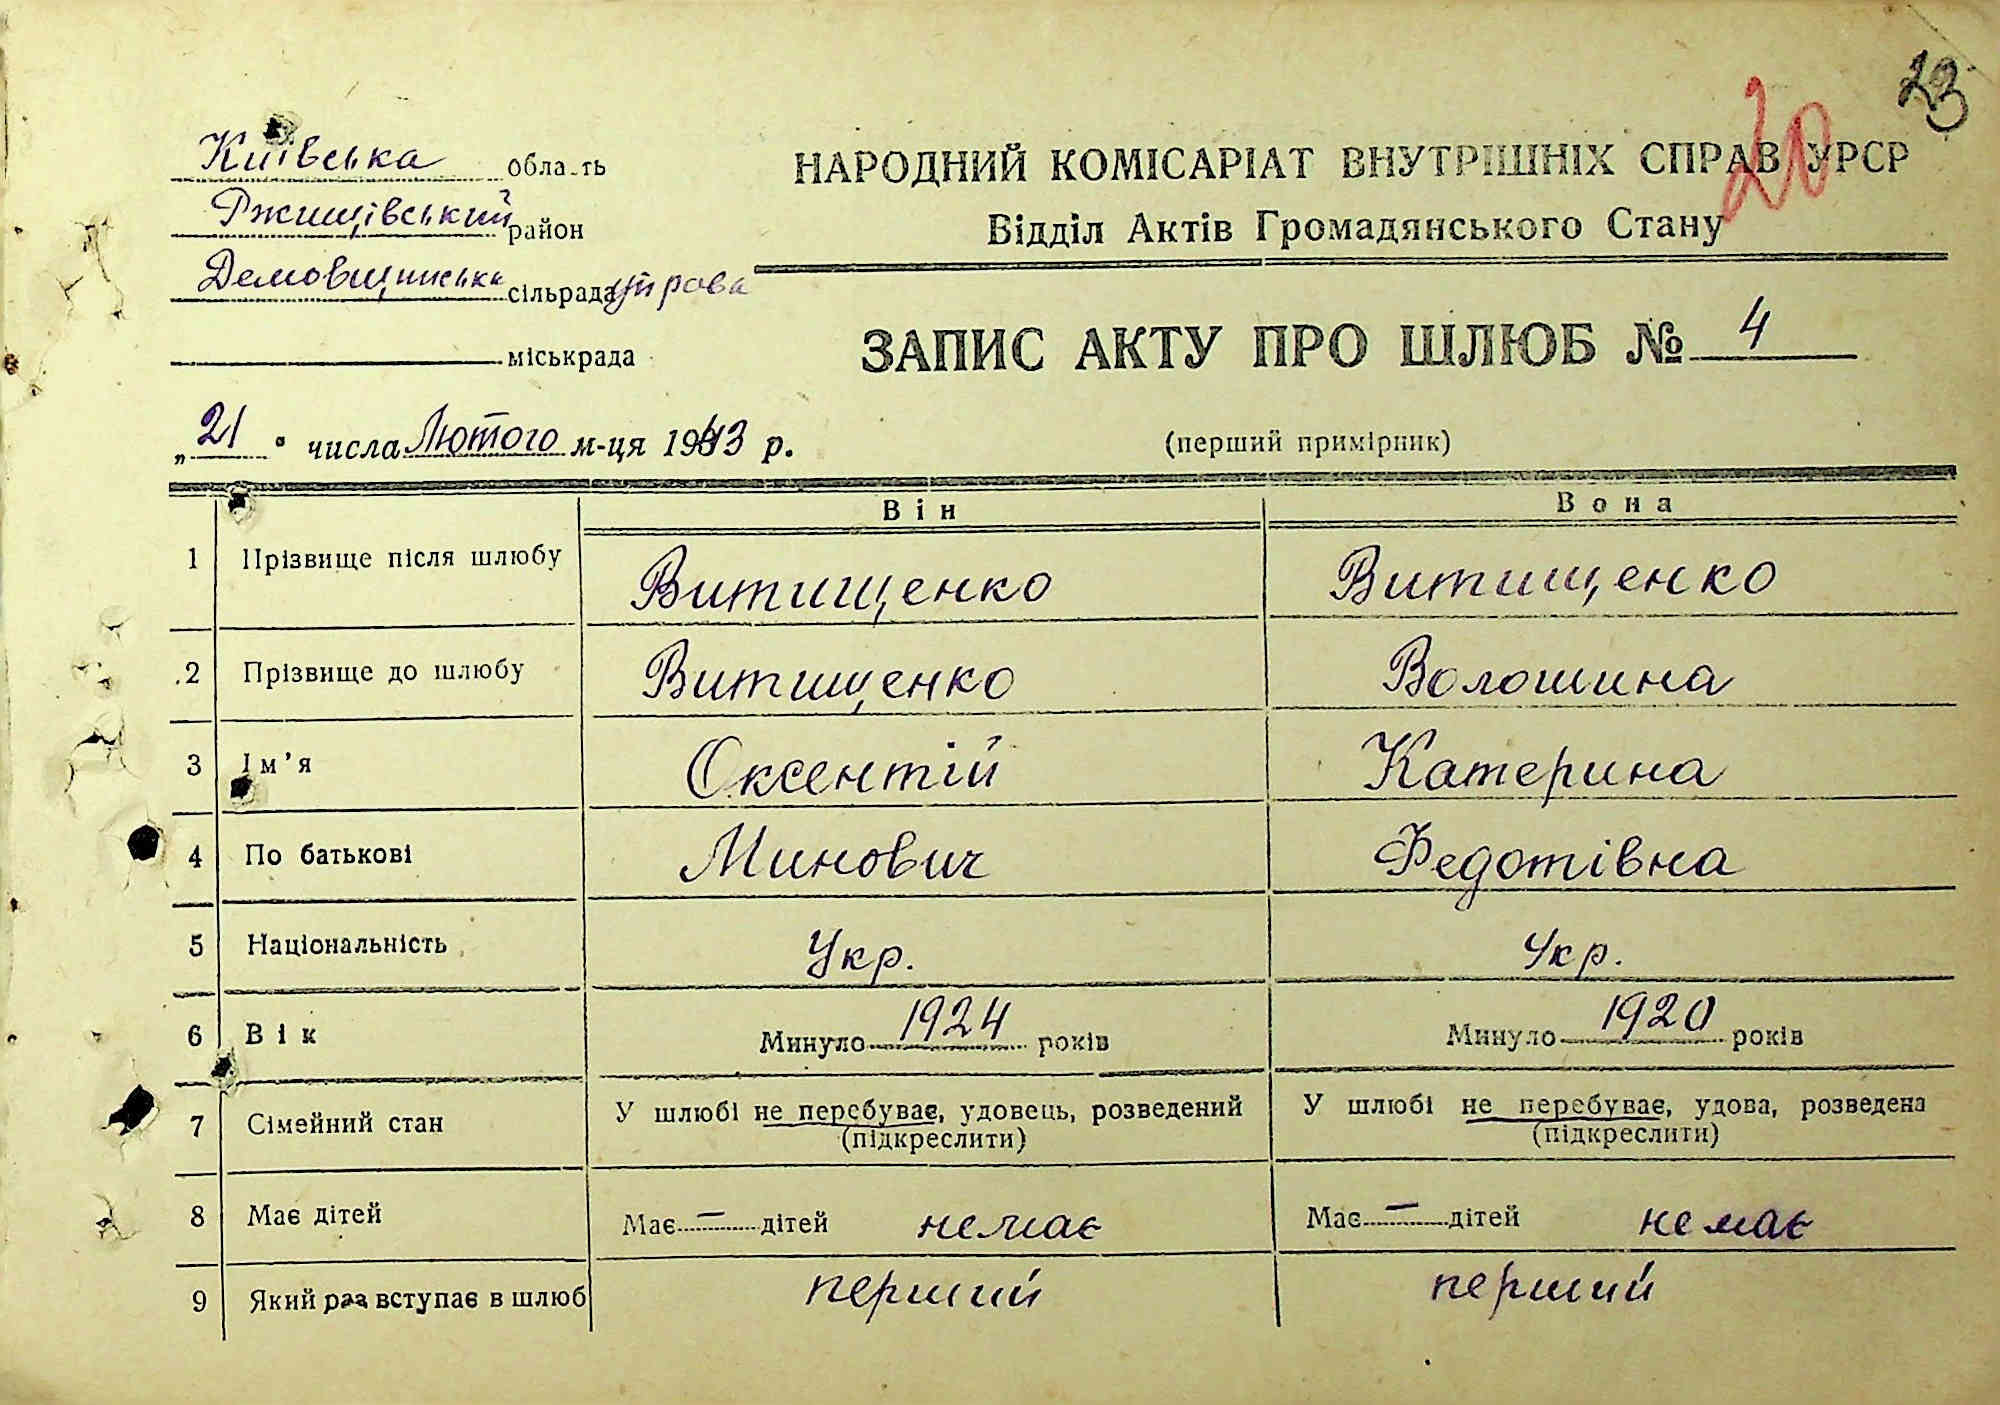 23
20
Київська область
Ржищівський район
Демовщинська сільрада управа
міськрада
НАРОДНИЙ КОМІСАРІАТ ВНУТРІШНІХ СПРАВ УРСР
Відділ Актів Громадянського Стану
ЗАПИС АКТУ ПРО ШЛЮБ № 4
(перший примірник)
„21" числа Лютого м-ця 1943 р.
Він Вона
1 Прізвище після шлюбу Витищенко Витищенко
2 Прізвище до шлюбу Витищенко Волошина
3 Ім'я Оксентій Катерина
4 По батькові Минович Федотівна
5 Національність Укр. Укр.
6 Вік Минуло 1924 років Минуло 1920 років
7 Сімейний стан У шлюбі не перебуває, удовець, розведений У шлюбі не перебуває, удова, розведена
(підкреслити) (підкреслити)
8 Має дітей Має — дітей немає Має — дітей немає
9 Який раз вступає в шлюб перший перший